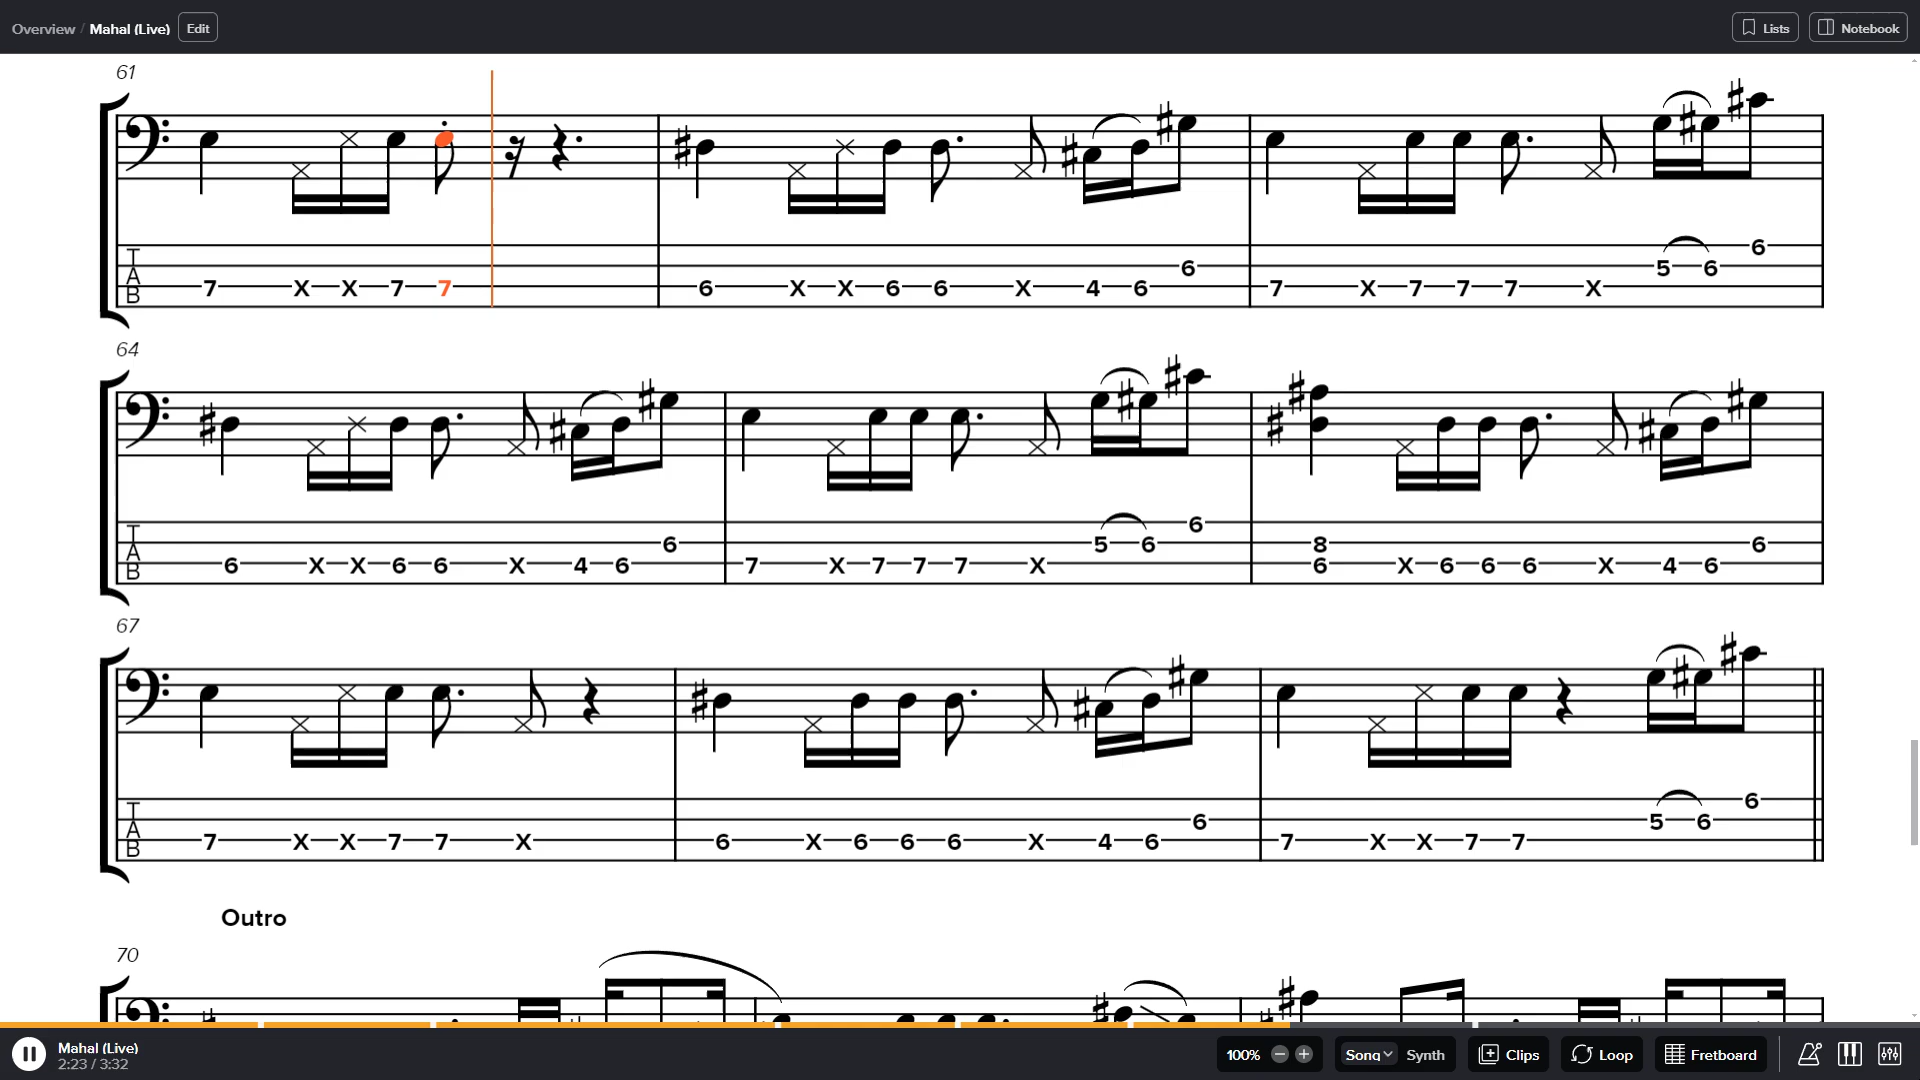 Overview / Mahal (Live) Edit Lists Notebook
61
7 X X 7 7 6 X X 6 6 X 4 6 6 7 X 7 7 7 X 5 6 6
TAB
64
6 X X 6 6 X 4 6 6 7 X 7 7 7 X 5 6 6 8 6 X 6 6 6 X 4 6 6
TAB
67
7 X X 7 7 X 6 X 6 6 6 X 4 6 6 7 X X 7 7 5 6 6
TAB
Outro
70
Mahal (Live)
2:23 / 3:32
100% Song Synth Clips Loop Fretboard